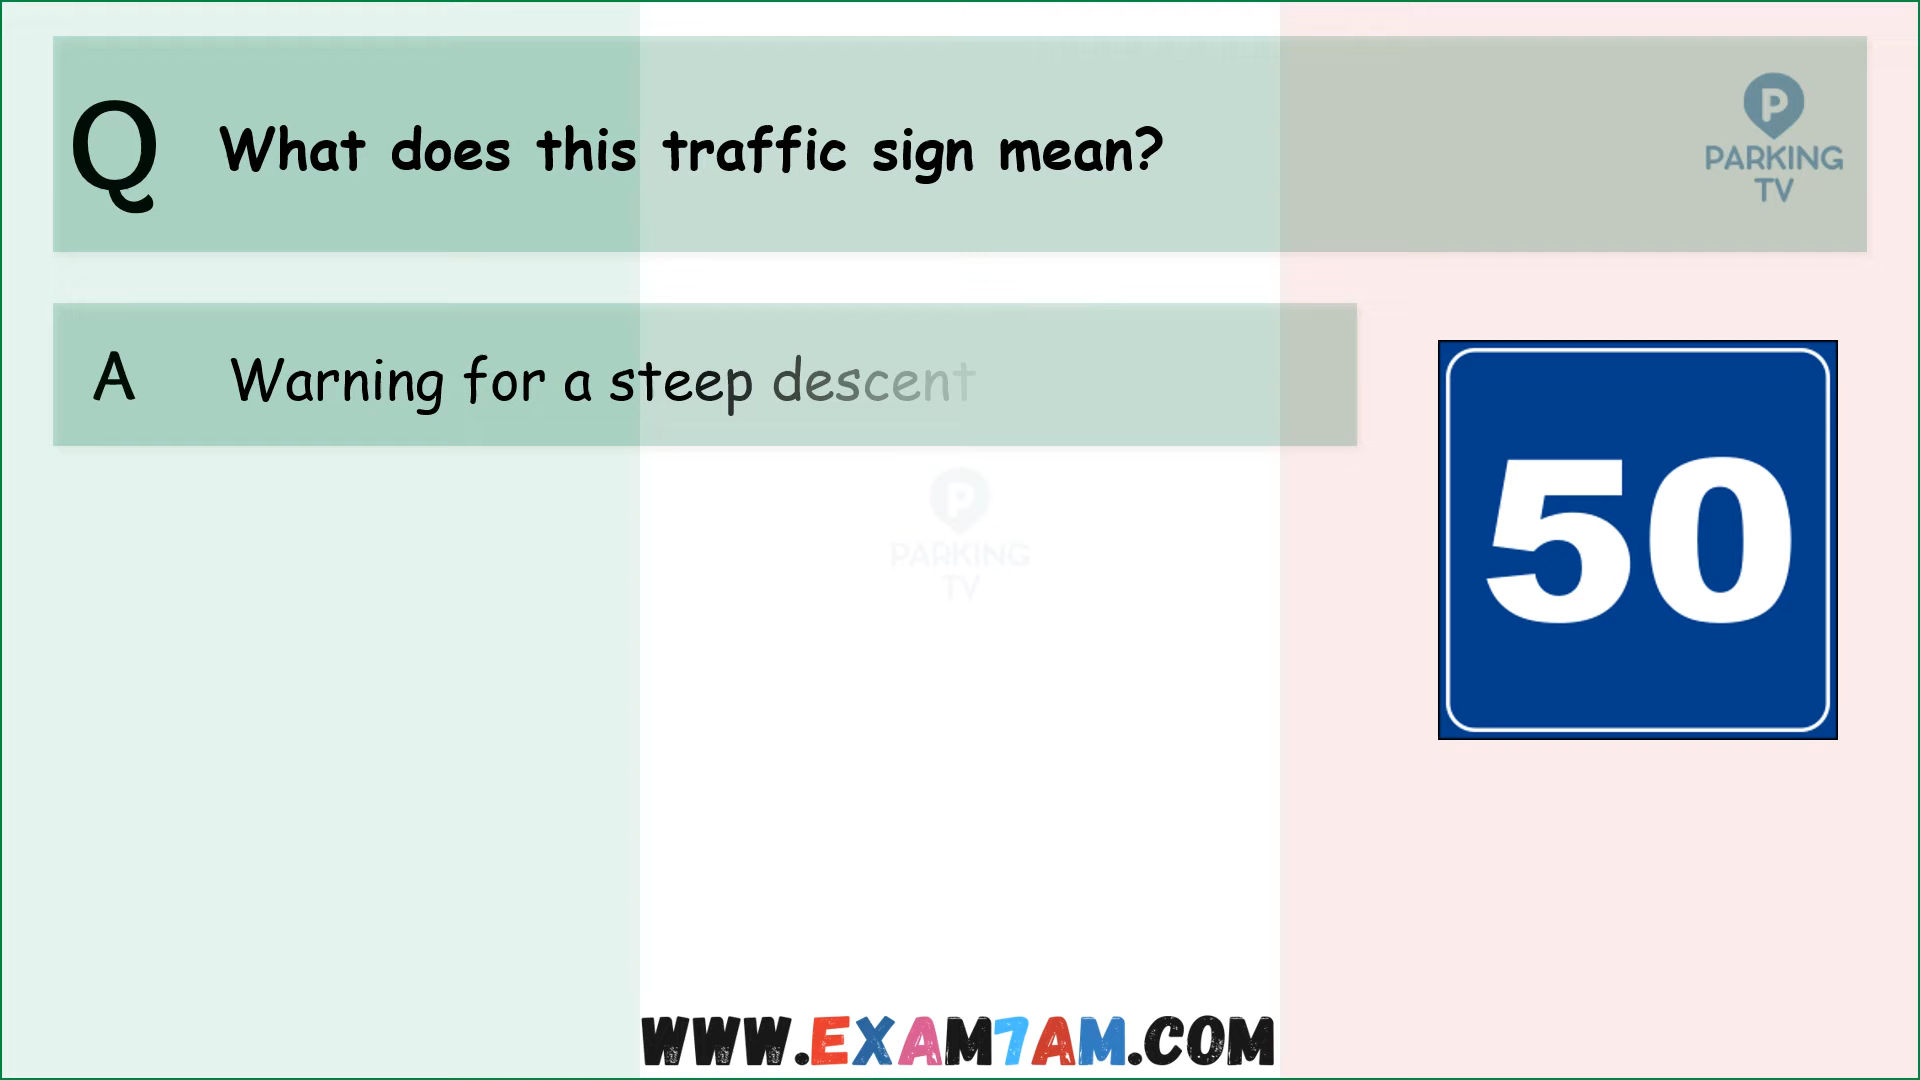 Q What does this traffic sign mean?
P
PARKING
TV
A Warning for a steep descent
50
P
PARKING
TV
WWW.EXAM7AM.COM